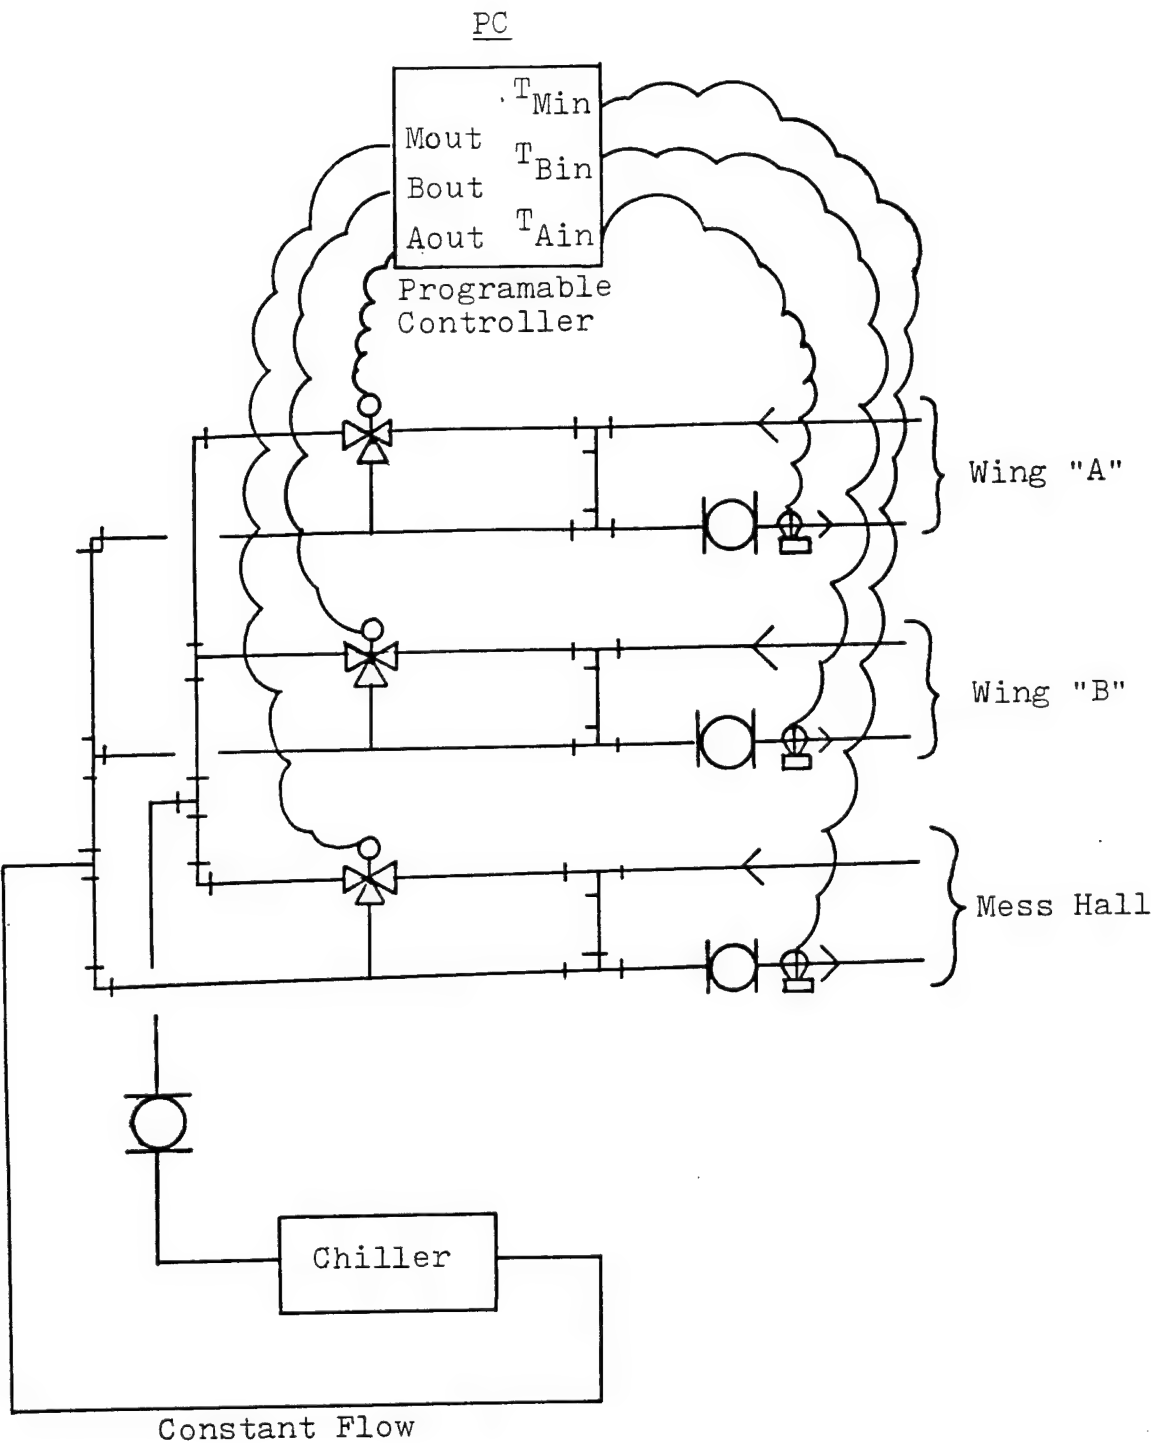 PC
TMin
Mout
TBin
Bout
Aout
TAin
Programable
Controller
Wing "A"
Wing "B"
Mess Hall
Chiller
Constant Flow